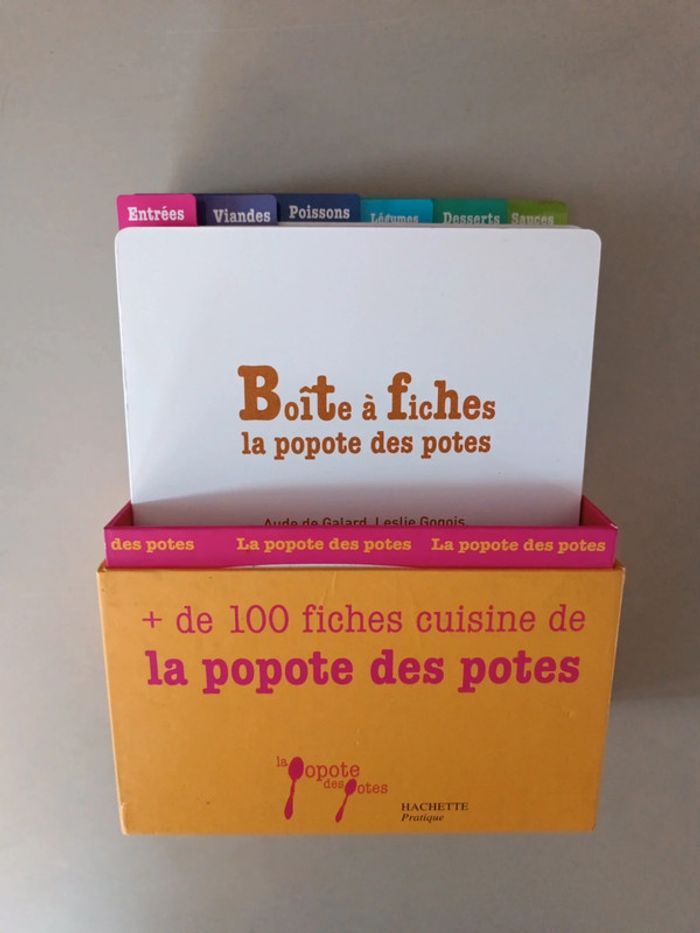 Entrées
Viandes
Poissons
Légumes
Desserts
Sauces
Boîte à fiches
la popote des potes
Aude de Galard, Leslie Gogois
des potes La popote des potes La popote des potes
+ de 100 fiches cuisine de
la popote des potes
la Popote
des Potes
HACHETTE
Pratique